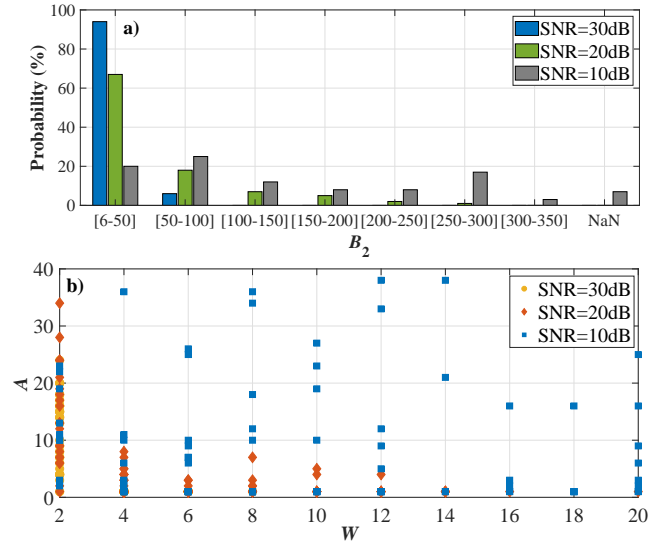 100
80
60
40
20
0
Probability (%)
a)
SNR=30dB
SNR=20dB
SNR=10dB
[6-50] [50-100] [100-150] [150-200] [200-250] [250-300] [300-350] NaN
B2
40
30
20
10
0
A
b)
SNR=30dB
SNR=20dB
SNR=10dB
2 4 6 8 10 12 14 16 18 20
W